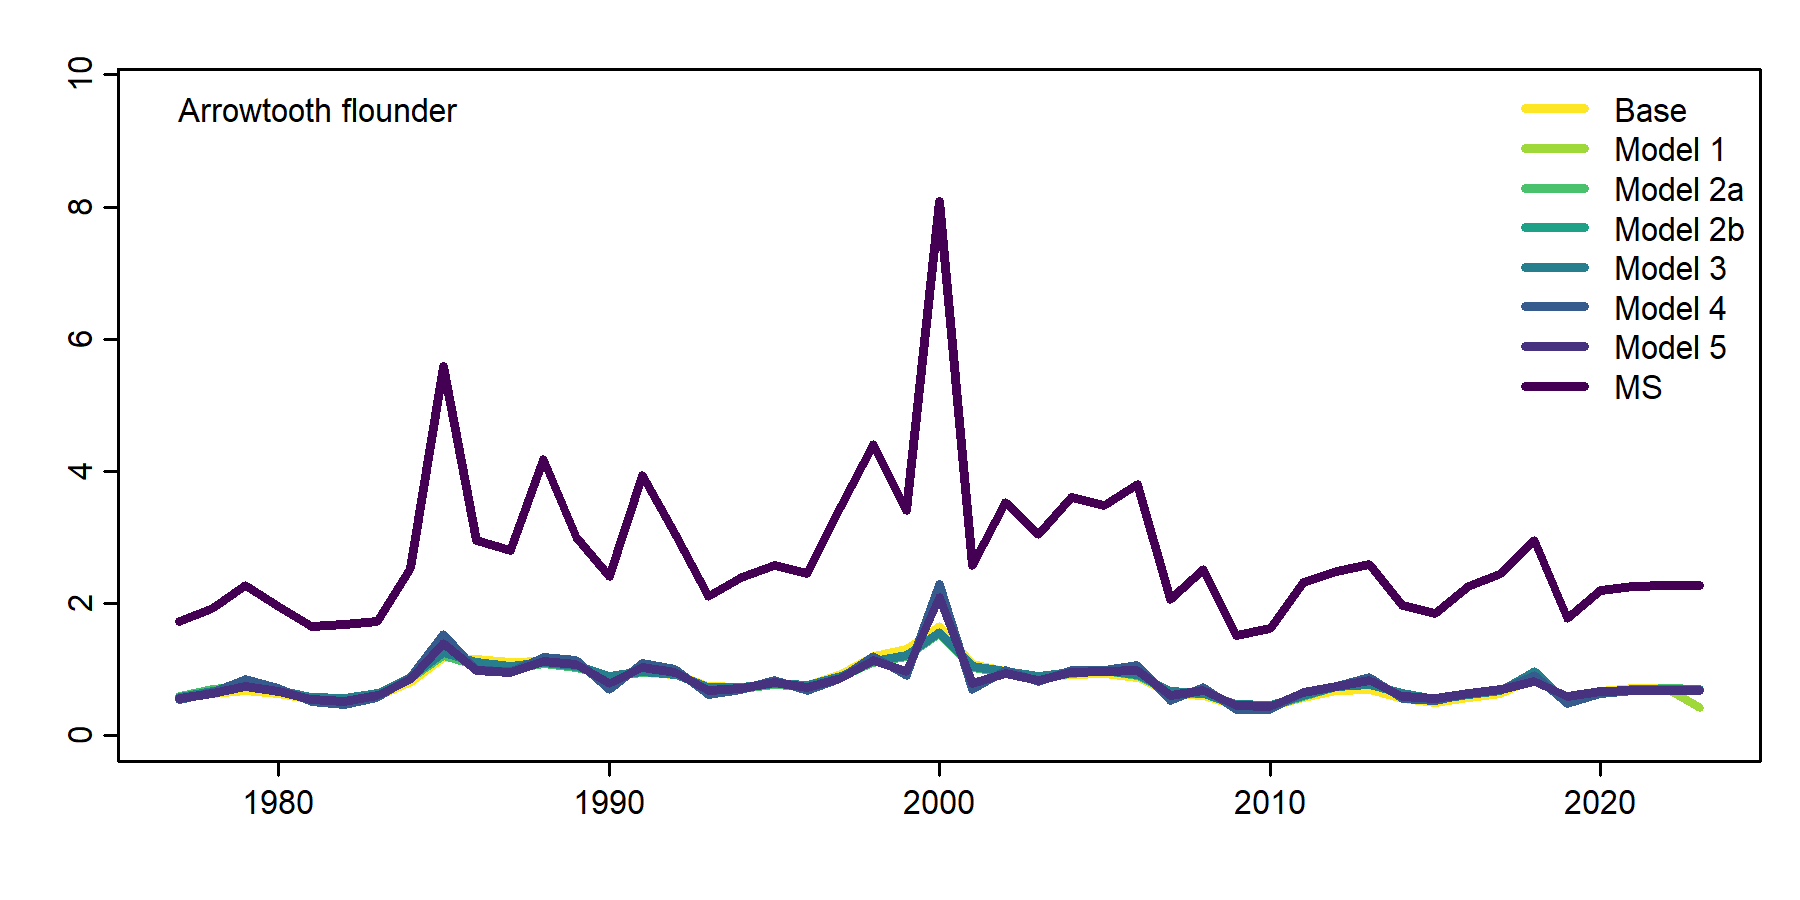 Arrowtooth flounder
Base
Model 1
Model 2a
Model 2b
Model 3
Model 4
Model 5
MS
10
8
6
4
2
0
1980 1990 2000 2010 2020